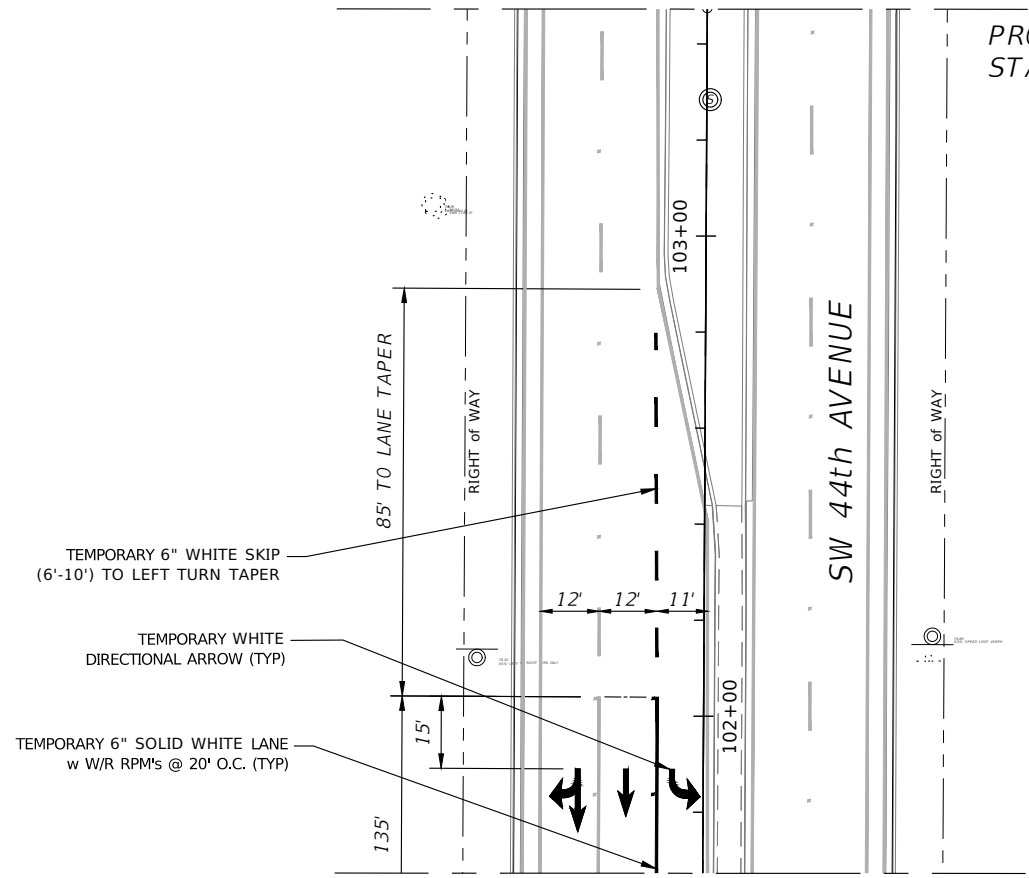 PRO
STA
103+00
85' TO LANE TAPER
RIGHT of WAY
SW 44th AVENUE
RIGHT of WAY
TEMPORARY 6" WHITE SKIP
(6'-10') TO LEFT TURN TAPER
12'
12'
11'
TEMPORARY WHITE
DIRECTIONAL ARROW (TYP)
102+00
15'
TEMPORARY 6" SOLID WHITE LANE
w W/R RPM's @ 20' O.C. (TYP)
135'
S